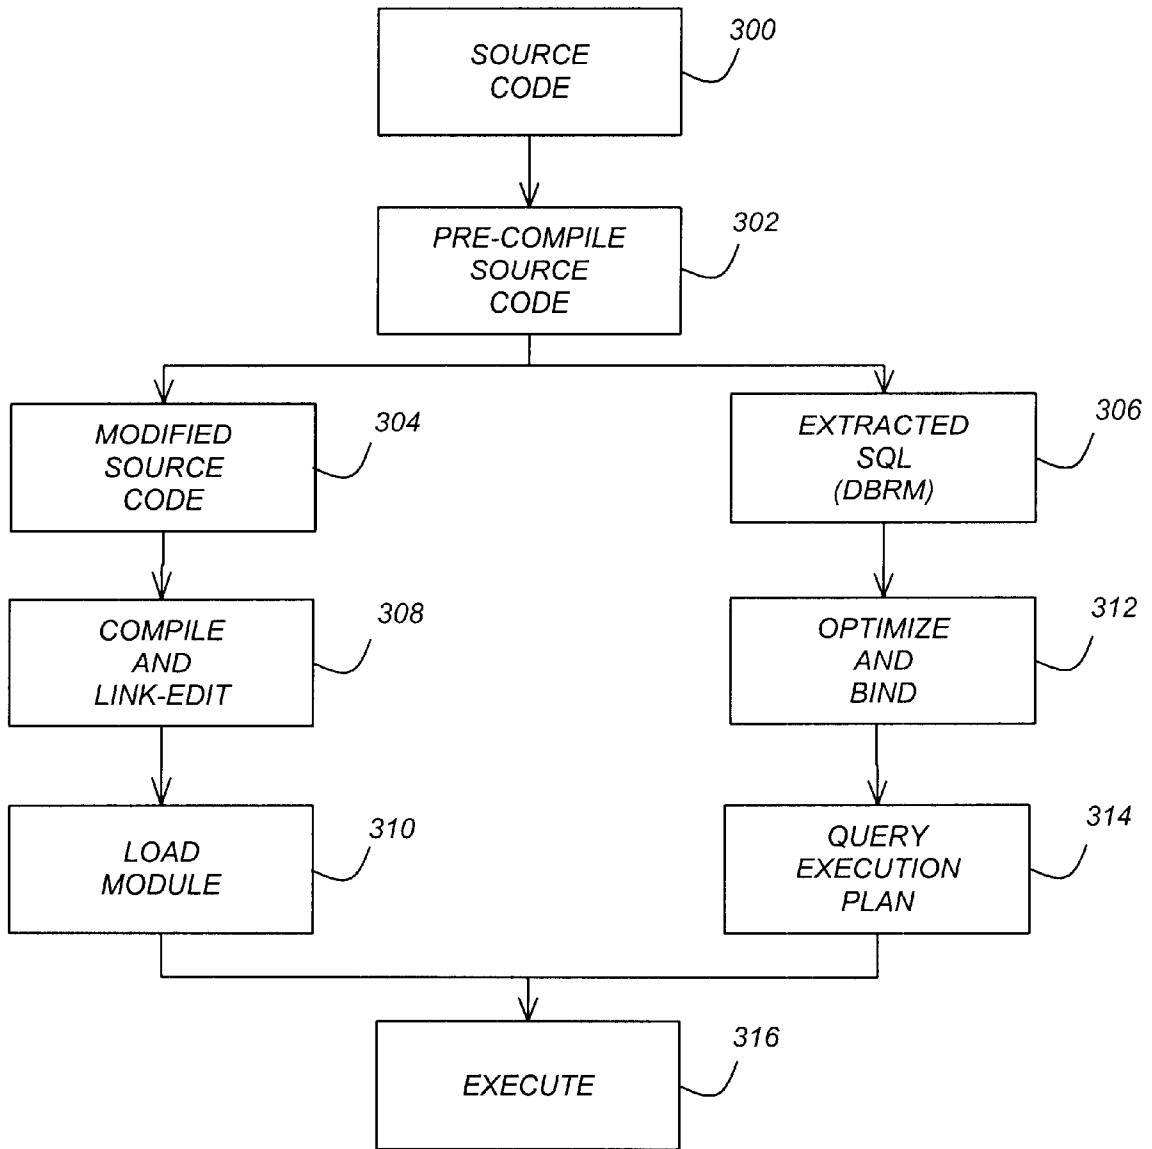 SOURCE
CODE
300
PRE-COMPILE
SOURCE
CODE
302
MODIFIED
SOURCE
CODE
304
EXTRACTED
SQL
(DBRM)
306
COMPILE
AND
LINK-EDIT
308
OPTIMIZE
AND
BIND
312
LOAD
MODULE
310
QUERY
EXECUTION
PLAN
314
EXECUTE
316